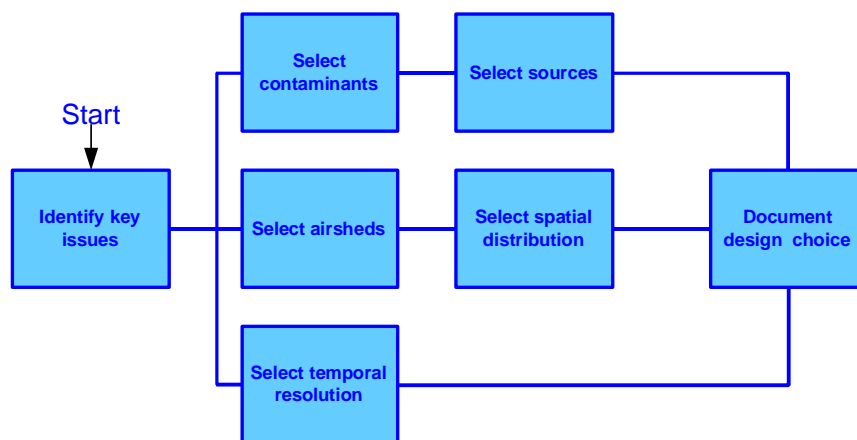 Start
Identify key
issues
Select
contaminants
Select sources
Select airsheds
Select spatial
distribution
Select temporal
resolution
Document
design choice